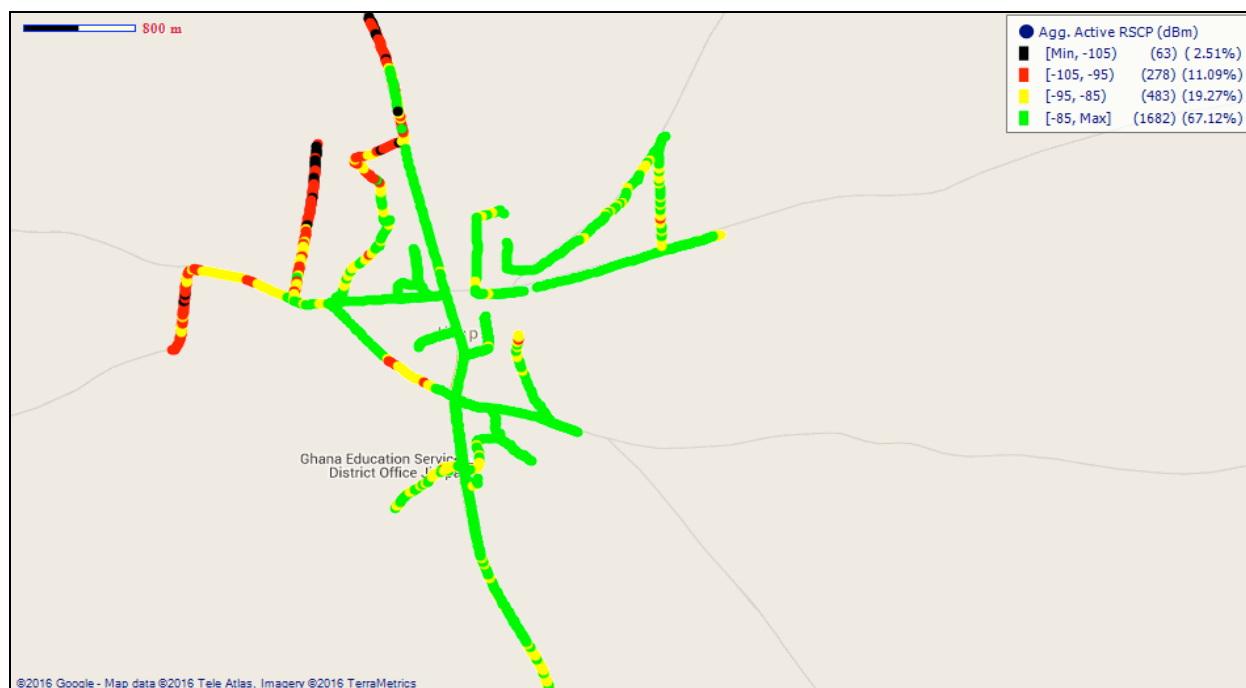 800 m
Agg. Active RSCP (dBm)
[Min, -105) (63) ( 2.51%)
[-105, -95) (278) (11.09%)
[-95, -85) (483) (19.27%)
[-85, Max] (1682) (67.12%)
Ghana Education Service
District Office
©2016 Google - Map data ©2016 Tele Atlas, Imagery ©2016 TerraMetrics